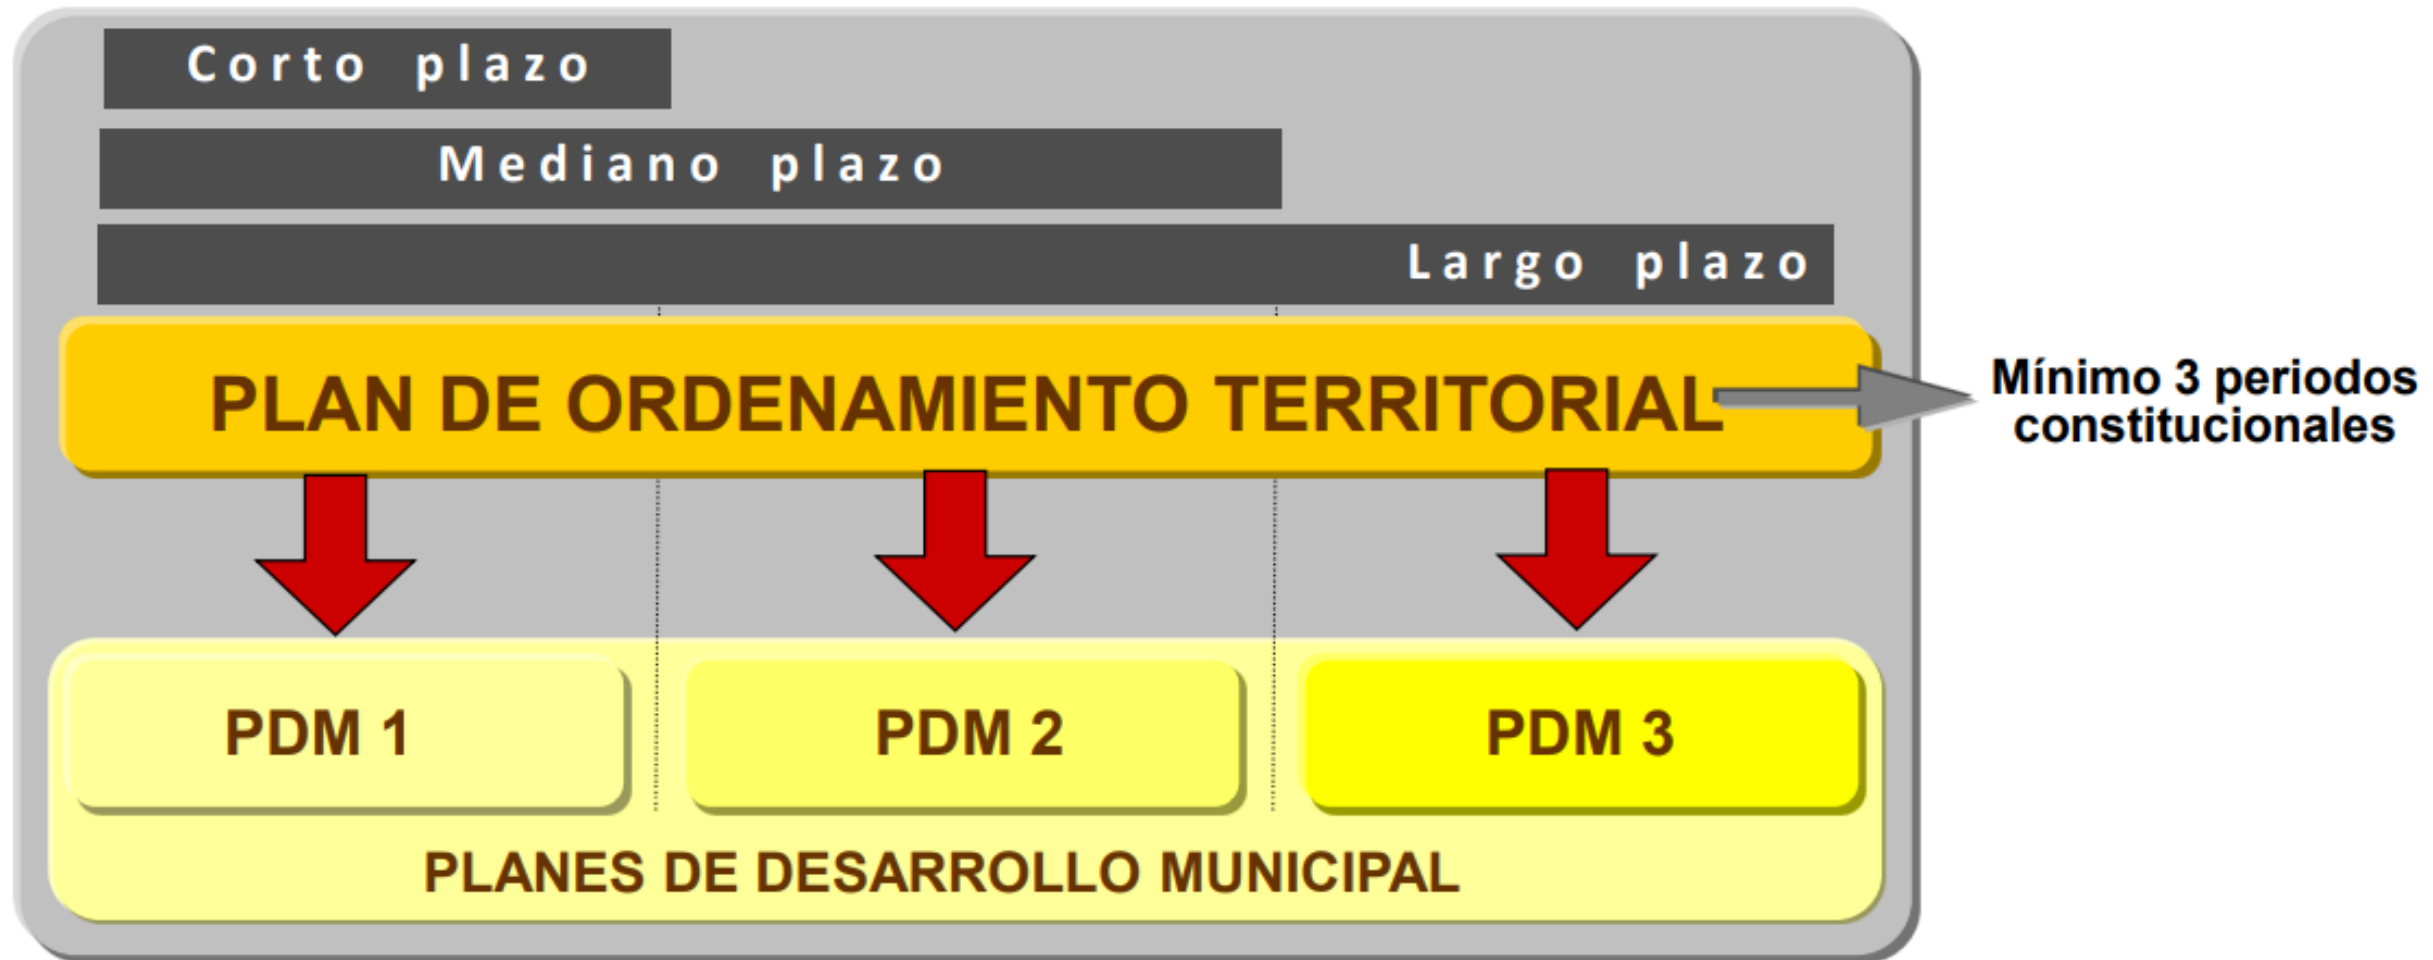 Corto plazo
Mediano plazo
Largo plazo
PLAN DE ORDENAMIENTO TERRITORIAL
Mínimo 3 periodos
constitucionales
PDM 1
PDM 2
PDM 3
PLANES DE DESARROLLO MUNICIPAL